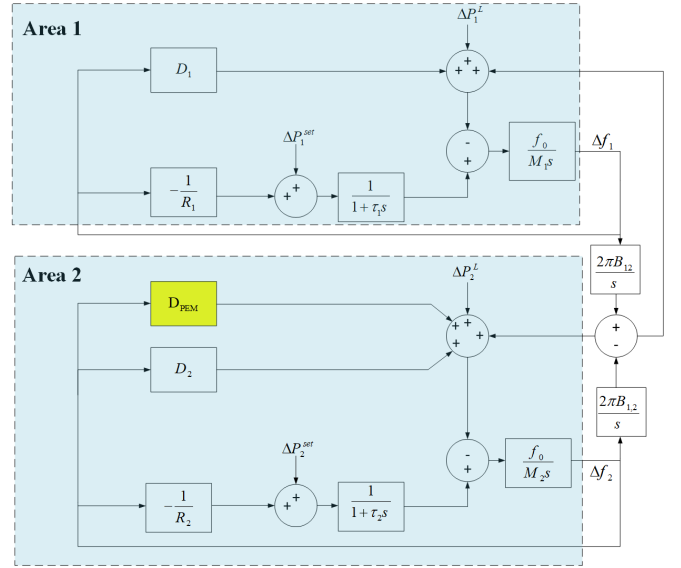 Area 1
ΔP₁ᴸ
D₁
+ + +
ΔP₁ˢᵉᵗ
-
+
f₀
M₁s
Δf₁
-1
R₁
+ +
1
1+τ₁s
2πB₁₂
s
Area 2
ΔP₂ᴸ
D_PEM
+ + + +
+
-
D₂
2πB₁,₂
s
ΔP₂ˢᵉᵗ
-
+
f₀
M₂s
Δf₂
-1
R₂
+ +
1
1+τ₂s